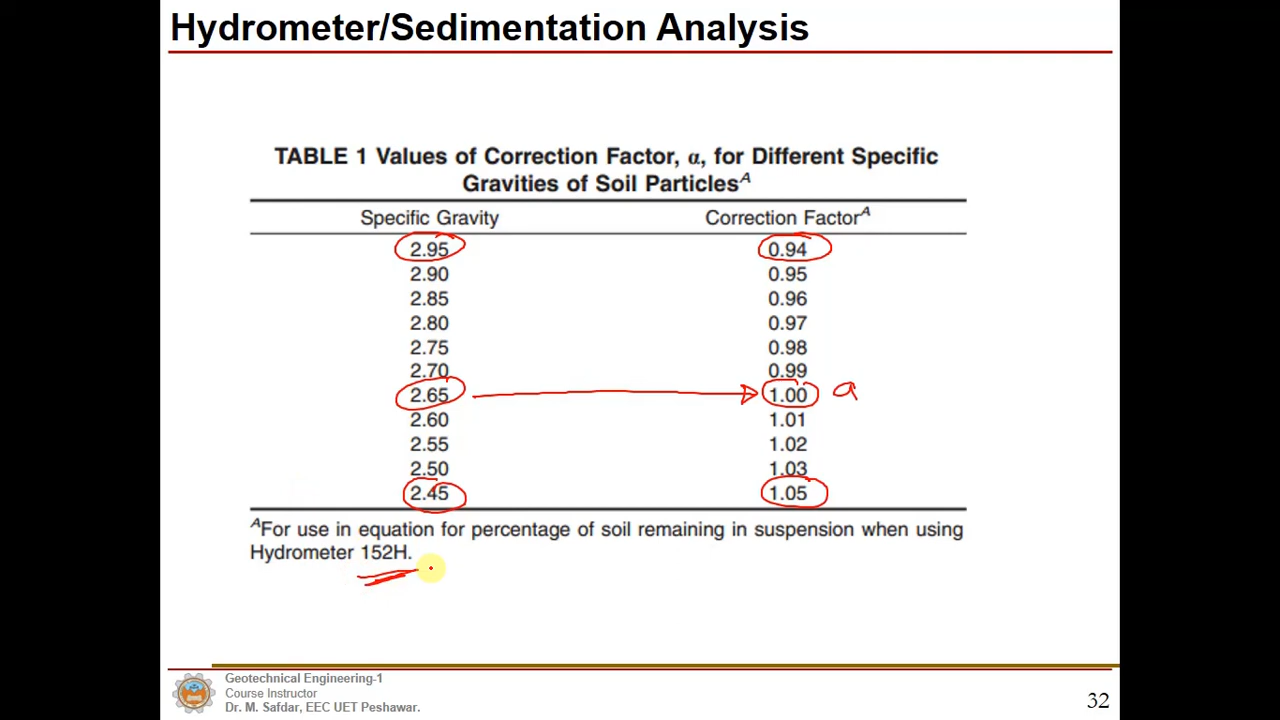 Hydrometer/Sedimentation Analysis
TABLE 1 Values of Correction Factor, α, for Different Specific
Gravities of Soil Particles^A
Specific Gravity Correction Factor^A
2.95 0.94
2.90 0.95
2.85 0.96
2.80 0.97
2.75 0.98
2.70 0.99
2.65 1.00 a
2.60 1.01
2.55 1.02
2.50 1.03
2.45 1.05
^AFor use in equation for percentage of soil remaining in suspension when using
Hydrometer 152H.
Geotechnical Engineering-1
Course Instructor
Dr. M. Safdar, EEC UET Peshawar.
32